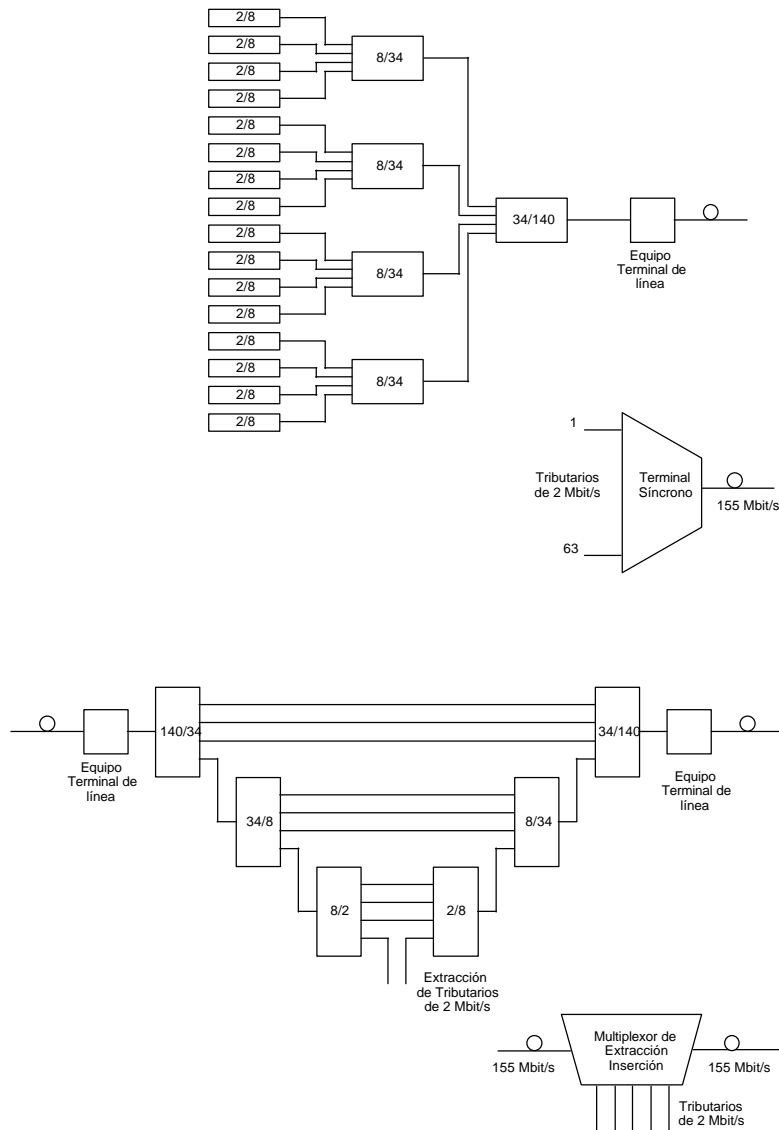 2/8
2/8
2/8
2/8
8/34
2/8
2/8
2/8
2/8
8/34
34/140
Equipo
Terminal de
línea
2/8
2/8
2/8
2/8
8/34
2/8
2/8
2/8
2/8
8/34
1
Tributarios
de 2 Mbit/s
63
Terminal
Síncrono
155 Mbit/s
140/34
34/140
Equipo
Terminal de
línea
Equipo
Terminal de
línea
34/8
8/34
8/2
2/8
Extracción
de Tributarios
de 2 Mbit/s
Multiplexor de
Extracción
Inserción
155 Mbit/s
155 Mbit/s
Tributarios
de 2 Mbit/s